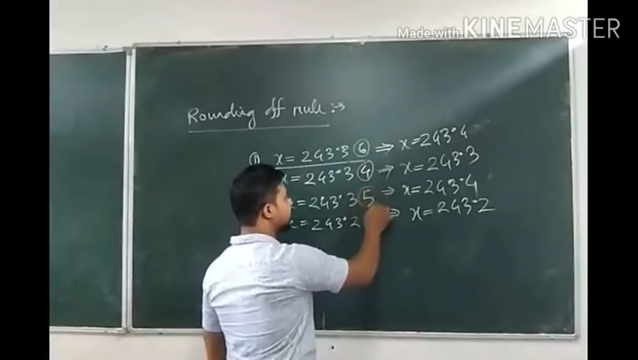 Made with KINEMASTER
Rounding off rule :→
① x = 243.3⑥ ⇒ x = 243.4
x = 243.3④ ⇒ x = 243.3
= 243.3⑤ ⇒ x = 243.4
= 243.2 ⇒ x = 243.2